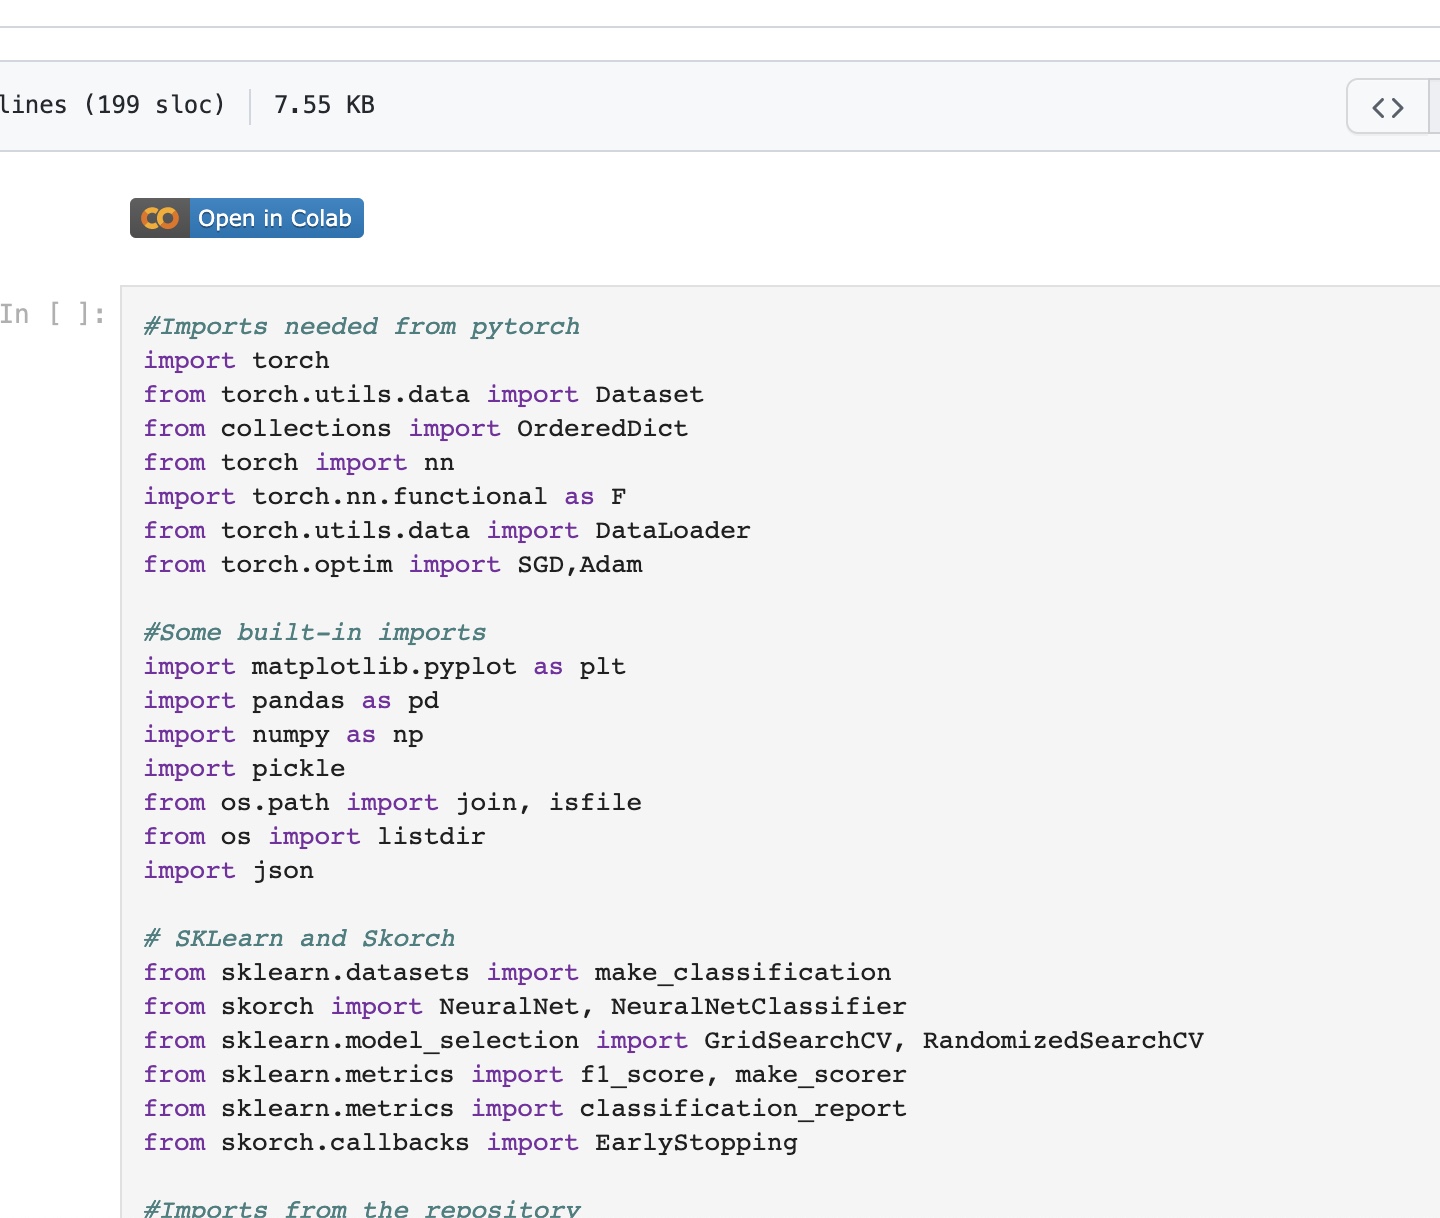 lines (199 sloc) 7.55 KB
Open in Colab
In [ ]:
#Imports needed from pytorch
import torch
from torch.utils.data import Dataset
from collections import OrderedDict
from torch import nn
import torch.nn.functional as F
from torch.utils.data import DataLoader
from torch.optim import SGD,Adam
#Some built-in imports
import matplotlib.pyplot as plt
import pandas as pd
import numpy as np
import pickle
from os.path import join, isfile
from os import listdir
import json
# SKLearn and Skorch
from sklearn.datasets import make_classification
from skorch import NeuralNet, NeuralNetClassifier
from sklearn.model_selection import GridSearchCV, RandomizedSearchCV
from sklearn.metrics import f1_score, make_scorer
from sklearn.metrics import classification_report
from skorch.callbacks import EarlyStopping
#Imports from the repository